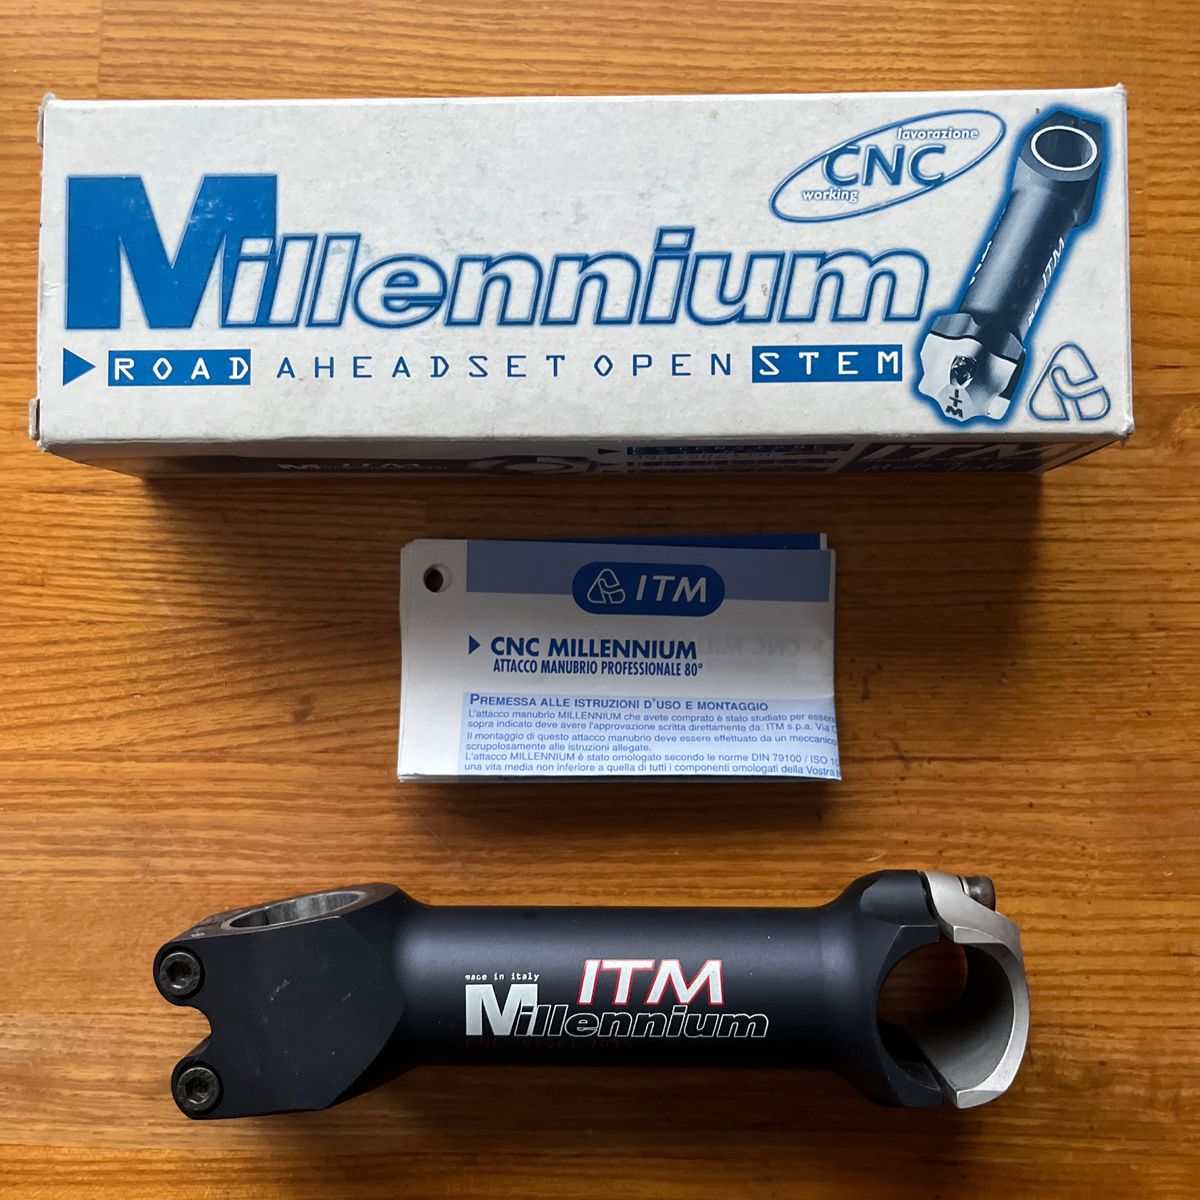 lavorazione
CNC
working
Millennium
ROAD AHEADSET OPEN STEM
ITM
ITM
ITM
ITM
CNC MILLENNIUM
ATTACCO MANUBRIO PROFESSIONALE 80°
PREMESSA ALLE ISTRUZIONI D'USO E MONTAGGIO
L'attacco manubrio MILLENNIUM che avete comprato è stato studiato per essere
sopra indicato deve avere l'approvazione scritta direttamente da: ITM s.p.a. Via
Il montaggio di questo attacco manubrio deve essere effettuato da un meccanico
scrupolosamente alle istruzioni allegate.
L'attacco MILLENNIUM è stato omologato secondo le norme DIN 79100 / ISO
una vita media non inferiore a quella di tutti i componenti omologati della Vostra
made in italy
ITM
Millennium